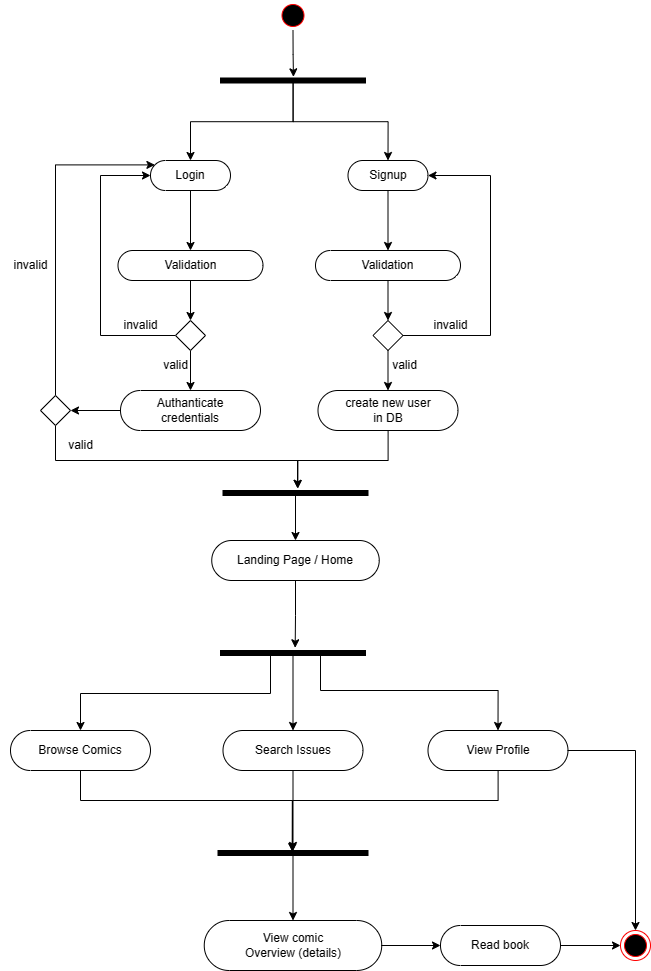 Login
Signup
invalid
Validation
Validation
invalid
invalid
valid
valid
Authanticate
credentials
create new user
in DB
valid
Landing Page / Home
Browse Comics
Search Issues
View Profile
View comic
Overview (details)
Read book